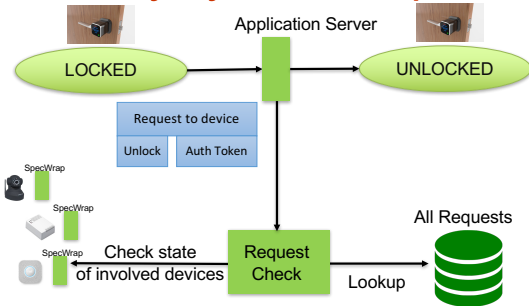 Application Server
LOCKED
UNLOCKED
Request to device
Unlock
Auth Token
SpecWrap
SpecWrap
SpecWrap
Check state
of involved devices
Request
Check
Lookup
All Requests